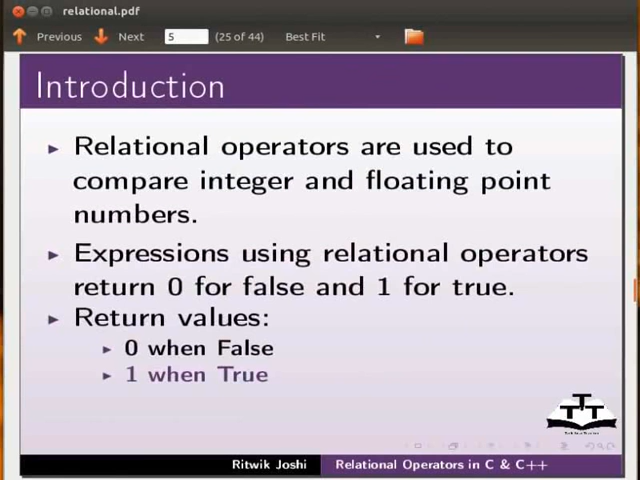 relational.pdf
Previous Next 5 (25 of 44) Best Fit
Introduction
Relational operators are used to
compare integer and floating point
numbers.
Expressions using relational operators
return 0 for false and 1 for true.
Return values:
0 when False
1 when True
TTT
Ritwik Joshi Relational Operators in C & C++